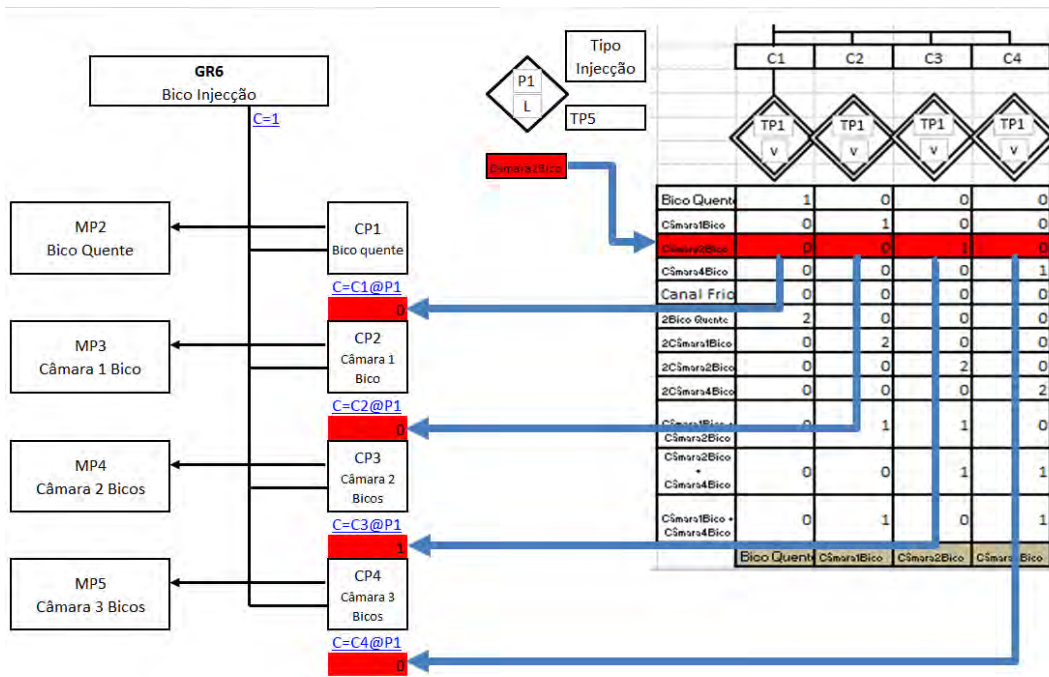 GR6
Bico Injecção
C=1
MP2
Bico Quente
CP1
Bico quente
C=C1@P1
0
MP3
Câmara 1 Bico
CP2
Câmara 1
Bico
C=C2@P1
0
MP4
Câmara 2 Bicos
CP3
Câmara 2
Bicos
C=C3@P1
1
MP5
Câmara 3 Bicos
CP4
Câmara 3
Bicos
C=C4@P1
0
P1
L
Tipo
Injecção
TP5
Câmara2Bico
C1 C2 C3 C4
TP1 TP1 TP1 TP1
v v v v
Bico Quente 1 0 0 0
Câmara1Bico 0 1 0 0
Câmara2Bico 0 0 1 0
Câmara4Bico 0 0 0 1
Canal Frio 0 0 0 0
2Bico Quente 2 0 0 0
2Câmara1Bico 0 2 0 0
2Câmara2Bico 0 0 2 0
2Câmara4Bico 0 0 0 2
Câmara1Bico +
Câmara2Bico 0 1 1 0
Câmara2Bico
+
Câmara4Bico 0 0 1 1
Câmara1Bico +
Câmara4Bico 0 1 0 1
Bico Quent Câmara1Bico Câmara2Bico Bico